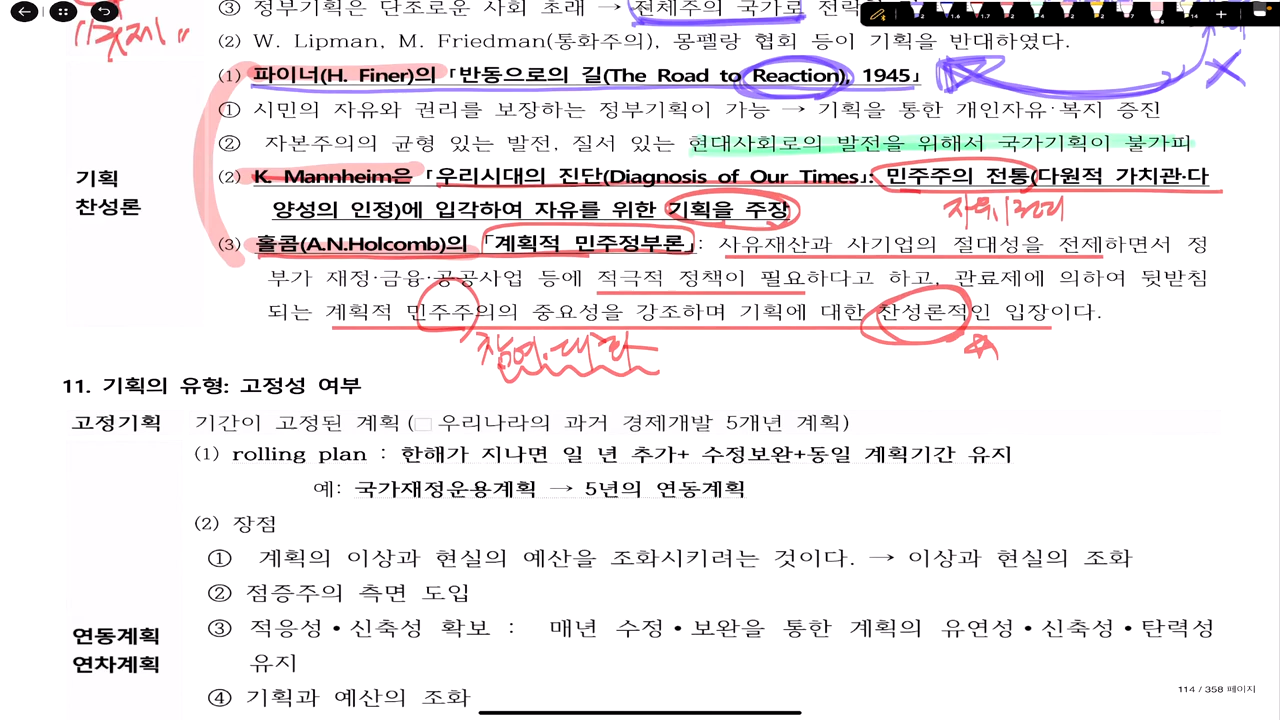 "규제"
③ 정부기획은 단조로운 사회 초래 → 전체주의 국가로 전락
(2) W. Lipman, M. Friedman(통화주의), 몽펠랑 협회 등이 기획을 반대하였다.
기획
찬성론
(1) 파이너(H. Finer)의 「반동으로의 길(The Road to Reaction), 1945」
① 시민의 자유와 권리를 보장하는 정부기획이 가능 → 기획을 통한 개인자유·복지 증진
② 자본주의의 균형 있는 발전, 질서 있는 현대사회로의 발전을 위해서 국가기획이 불가피
(2) K. Mannheim은 「우리시대의 진단(Diagnosis of Our Times」: 민주주의 전통(다원적 가치관·다
양성의 인정)에 입각하여 자유를 위한 기획을 주장
(3) 홀콤(A.N.Holcomb)의 「계획적 민주정부론」: 사유재산과 사기업의 절대성을 전제하면서 정
부가 재정·금융·공공사업 등에 적극적 정책이 필요하다고 하고, 관료제에 의하여 뒷받침
되는 계획적 민주주의의 중요성을 강조하며 기획에 대한 찬성론적인 입장이다.
참여·대화
11. 기획의 유형: 고정성 여부
고정기획
기간이 고정된 계획(□ 우리나라의 과거 경제개발 5개년 계획)
연동계획
연차계획
(1) rolling plan : 한해가 지나면 일 년 추가+ 수정보완+동일 계획기간 유지
예: 국가재정운용계획 → 5년의 연동계획
(2) 장점
① 계획의 이상과 현실의 예산을 조화시키려는 것이다. → 이상과 현실의 조화
② 점증주의 측면 도입
③ 적응성•신축성 확보 : 매년 수정•보완을 통한 계획의 유연성•신축성•탄력성
유지
④ 기획과 예산의 조화
114 / 358 페이지